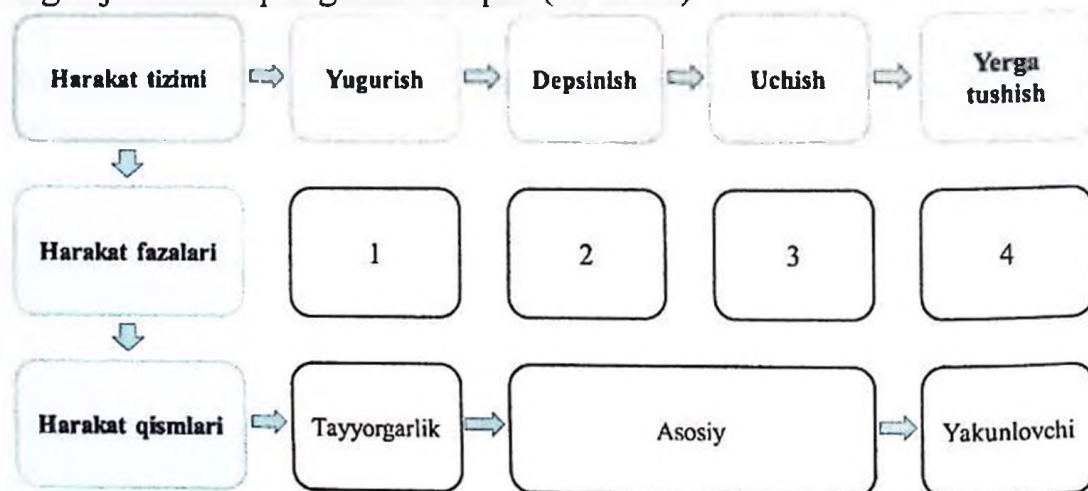 Harakat tizimi
Yugurish
Depsinish
Uchish
Yerga
tushish
Harakat fazalari
1
2
3
4
Harakat qismlari
Tayyorgarlik
Asosiy
Yakunlovchi